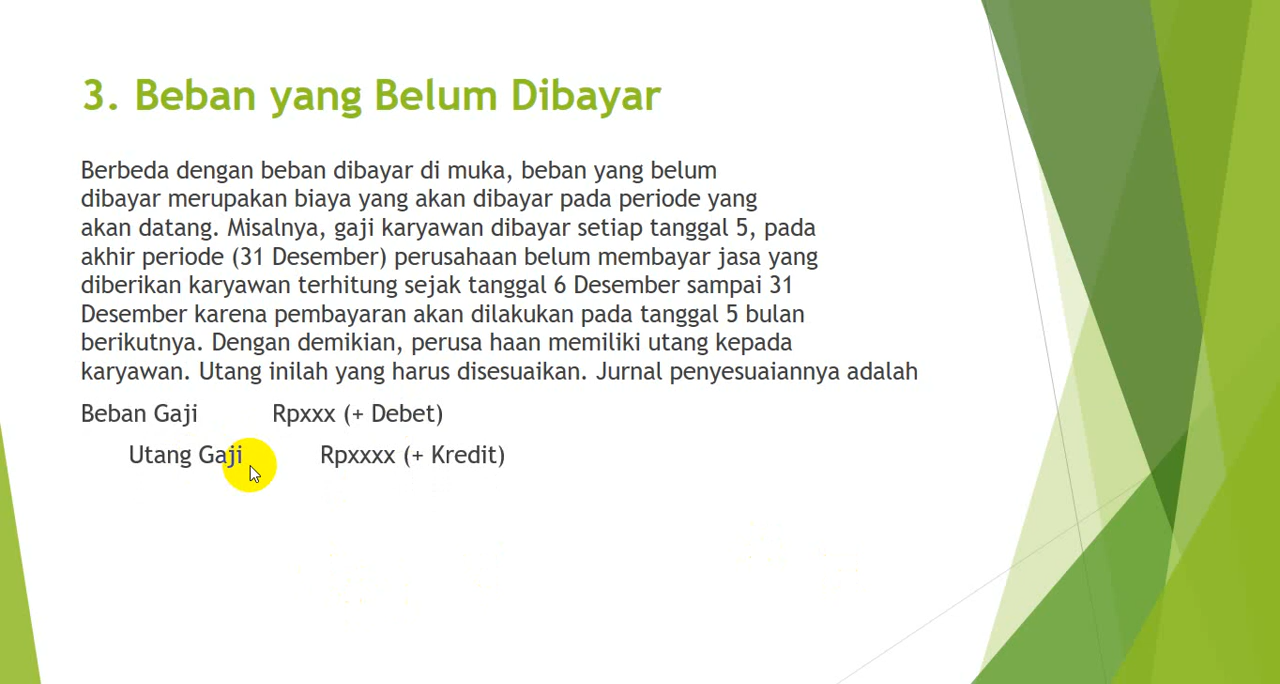 3. Beban yang Belum Dibayar
Berbeda dengan beban dibayar di muka, beban yang belum
dibayar merupakan biaya yang akan dibayar pada periode yang
akan datang. Misalnya, gaji karyawan dibayar setiap tanggal 5, pada
akhir periode (31 Desember) perusahaan belum membayar jasa yang
diberikan karyawan terhitung sejak tanggal 6 Desember sampai 31
Desember karena pembayaran akan dilakukan pada tanggal 5 bulan
berikutnya. Dengan demikian, perusa haan memiliki utang kepada
karyawan. Utang inilah yang harus disesuaikan. Jurnal penyesuaiannya adalah
Beban Gaji Rpxxx (+ Debet)
Utang Gaji Rpxxxx (+ Kredit)